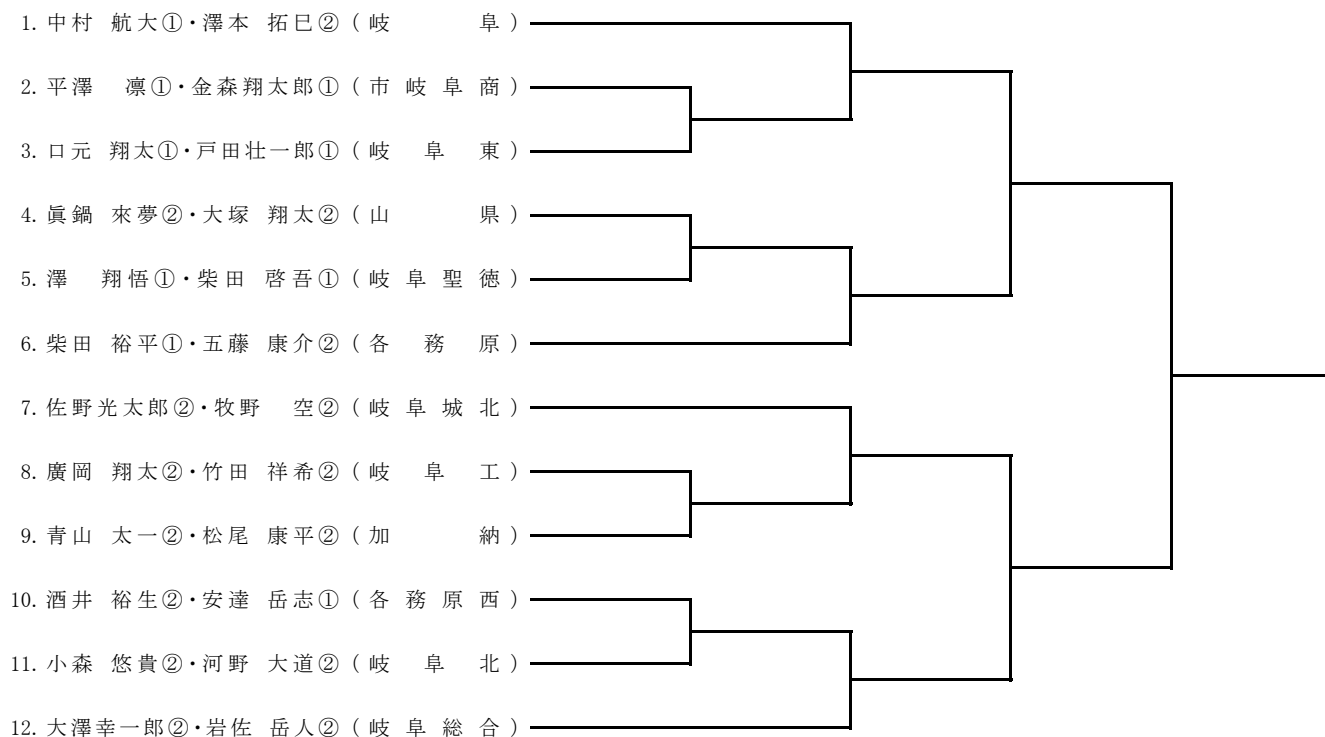 1. 中村 航大①・澤本 拓巳② (岐 阜)
2. 平澤 凛①・金森翔太郎① (市岐阜商)
3. 口元 翔太①・戸田壮一郎① (岐 阜 東)
4. 眞鍋 來夢②・大塚 翔太② (山 県)
5. 澤 翔悟①・柴田 啓吾① (岐阜聖徳)
6. 柴田 裕平①・五藤 康介② (各 務 原)
7. 佐野光太郎②・牧野 空② (岐阜城北)
8. 廣岡 翔太②・竹田 祥希② (岐 阜 工)
9. 青山 太一②・松尾 康平② (加 納)
10. 酒井 裕生②・安達 岳志① (各務原西)
11. 小森 悠貴②・河野 大道② (岐 阜 北)
12. 大澤幸一郎②・岩佐 岳人② (岐阜総合)